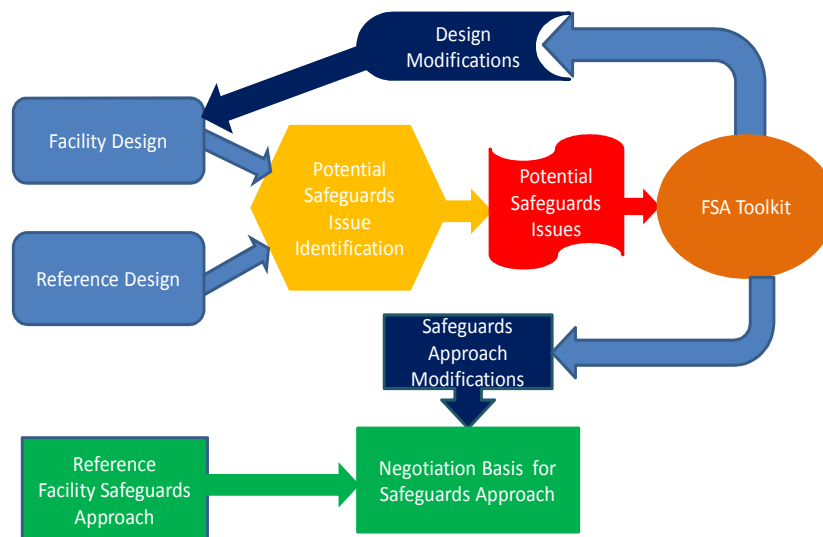 Design
Modifications
Facility Design
Potential
Safeguards
Issue
Identification
Potential
Safeguards
Issues
FSA Toolkit
Reference Design
Safeguards
Approach
Modifications
Reference
Facility Safeguards
Approach
Negotiation Basis for
Safeguards Approach